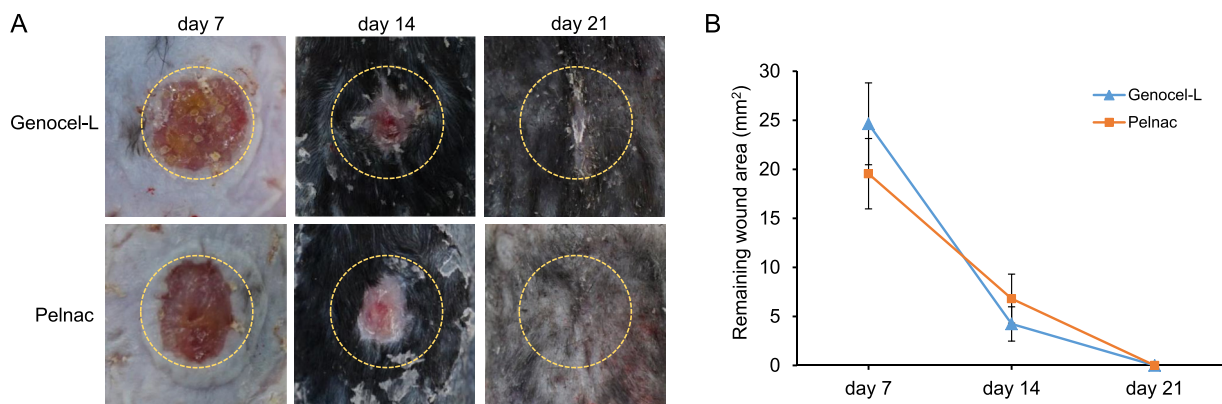 A
day 7
day 14
day 21
Genocel-L
Pelnac
B
Remaining wound area (mm²)
30
25
20
15
10
5
0
day 7
day 14
day 21
Genocel-L
Pelnac